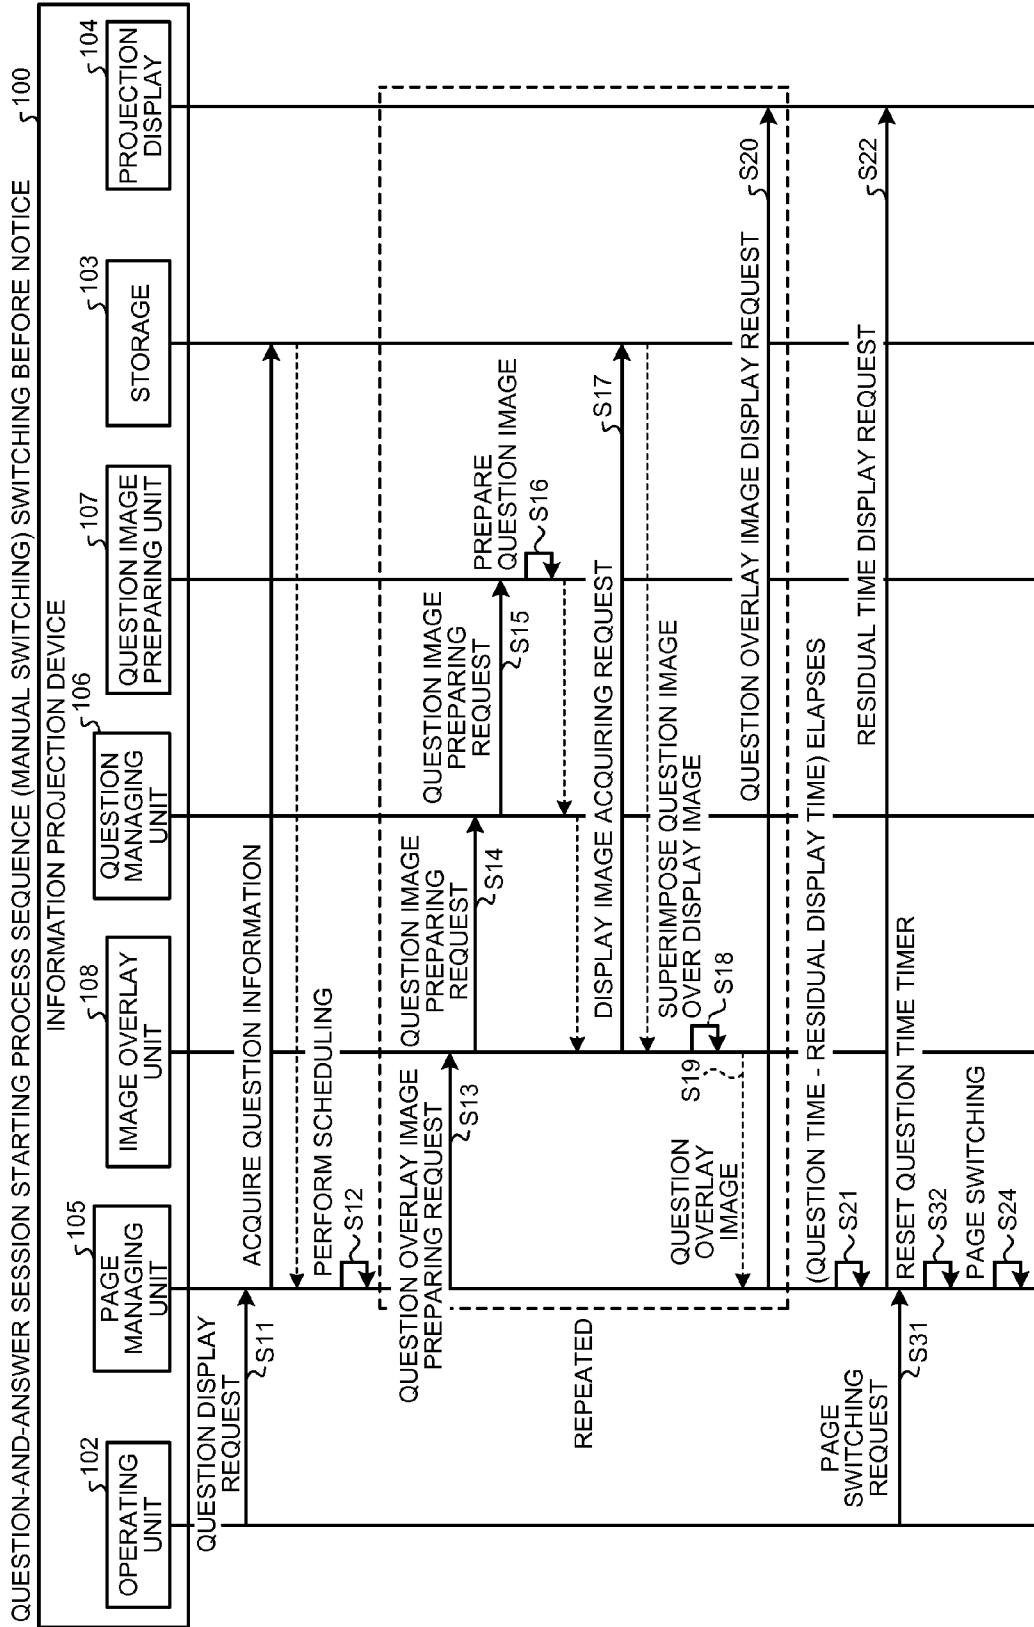 QUESTION-AND-ANSWER SESSION STARTING PROCESS SEQUENCE (MANUAL SWITCHING) SWITCHING BEFORE NOTICE
100
INFORMATION PROJECTION DEVICE
102
OPERATING
UNIT
105
PAGE
MANAGING
UNIT
108
IMAGE OVERLAY
UNIT
106
QUESTION
MANAGING
UNIT
107
QUESTION IMAGE
PREPARING UNIT
103
STORAGE
104
PROJECTION
DISPLAY
QUESTION DISPLAY
REQUEST
S11
ACQUIRE QUESTION INFORMATION
PERFORM SCHEDULING
S12
QUESTION OVERLAY IMAGE
PREPARING REQUEST
S13
QUESTION IMAGE
PREPARING
REQUEST
S14
QUESTION IMAGE
PREPARING
REQUEST
S15
PREPARE
QUESTION IMAGE
S16
DISPLAY IMAGE ACQUIRING REQUEST
S17
SUPERIMPOSE QUESTION IMAGE
OVER DISPLAY IMAGE
S18
S19
QUESTION
OVERLAY
IMAGE
REPEATED
QUESTION OVERLAY IMAGE DISPLAY REQUEST
S20
(QUESTION TIME - RESIDUAL DISPLAY TIME) ELAPSES
S21
RESIDUAL TIME DISPLAY REQUEST
S22
PAGE
SWITCHING
REQUEST
S31
RESET QUESTION TIME TIMER
S32
PAGE SWITCHING
S24